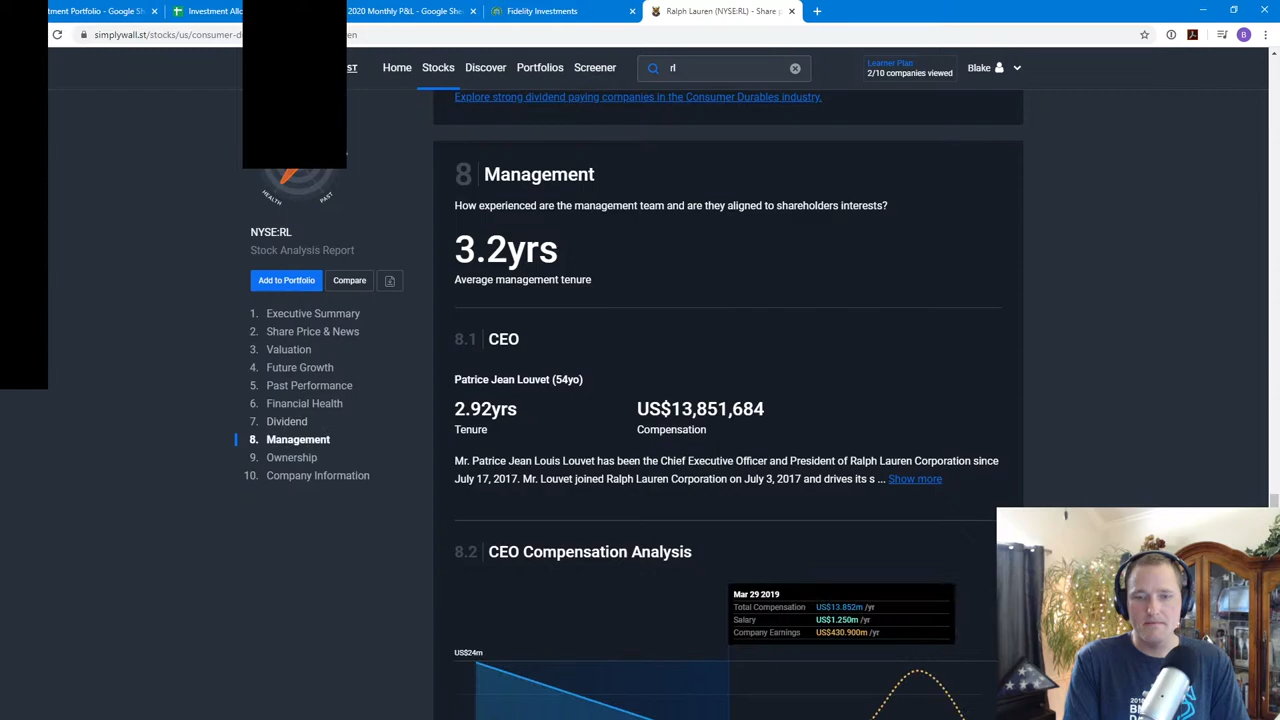 tment Portfolio - Google Sh
Investment Allo
2020 Monthly P&L - Google She
Fidelity Investments
Ralph Lauren (NYSE:RL) - Share p
simplywall.st/stocks/us/consumer-d
en
ST
Home
Stocks
Discover
Portfolios
Screener
rl
Learner Plan
2/10 companies viewed
Blake
Explore strong dividend paying companies in the Consumer Durables industry.
HEALTH
PAST
NYSE:RL
Stock Analysis Report
Add to Portfolio
Compare
1. Executive Summary
2. Share Price & News
3. Valuation
4. Future Growth
5. Past Performance
6. Financial Health
7. Dividend
8. Management
9. Ownership
10. Company Information
8 Management
How experienced are the management team and are they aligned to shareholders interests?
3.2yrs
Average management tenure
8.1 CEO
Patrice Jean Louvet (54yo)
2.92yrs
Tenure
US$13,851,684
Compensation
Mr. Patrice Jean Louis Louvet has been the Chief Executive Officer and President of Ralph Lauren Corporation since
July 17, 2017. Mr. Louvet joined Ralph Lauren Corporation on July 3, 2017 and drives its s ... Show more
8.2 CEO Compensation Analysis
Mar 29 2019
Total Compensation US$13.852m /yr
Salary US$1.250m /yr
Company Earnings US$430.900m /yr
US$24m